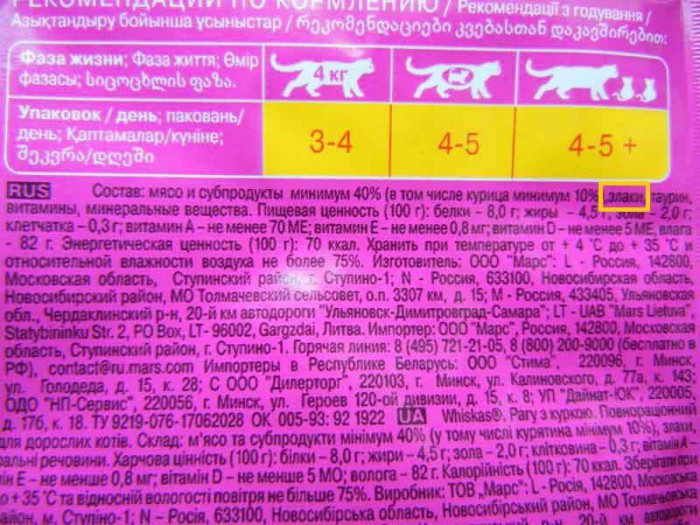 РЕКОМЕНДАЦИИ ПО КОРМЛЕНИЮ / Рекомендації з годування /
Азықтандыру бойынша ұсыныстар / რეკომენდაციები კვებასთან დაკავშირებით:
Фаза жизни; Фаза життя; Өмір
фазасы; სიცოცხლის ფაზა.
4 кг
Упаковок / день; паковань/
день; Қаптамалар/күніне;
შეკვრა/დღეში
3-4
4-5
4-5 +
RUS Состав: мясо и субпродукты минимум 40% (в том числе курица минимум 10% ,злаки, таурин,
витамины, минеральные вещества. Пищевая ценность (100 г): белки – 8,0 г; жиры – 4,5 г; зола – 2,0 г;
клетчатка – 0,3 г; витамин А – не менее 70 МЕ; витамин Е – не менее 0,8 мг; витамин D – не менее 5 МЕ, влага
- 82 г. Энергетическая ценность (100 г): 70 ккал. Хранить при температуре от + 4 °С до + 35 °С и
относительной влажности воздуха не более 75%. Изготовитель: ООО "Марс": L - Россия, 142800,
Московская область, Ступинский район, г. Ступино-1; N - Россия, 633100, Новосибирская область,
Новосибирский район, МО Толмачевский сельсовет, о.п. 3307 км, д. 15; М - Россия, 433405, Ульяновская
обл., Чердаклинский р-н, 20-й км автодороги "Ульяновск-Димитровград-Самара"; LT - UAB "Mars Lietuva"
Statybininku Str. 2, PO Box, LT- 96002, Gargzdai, Литва. Импортер: ООО "Марс", Россия, 142800, Московская
область, Ступинский район, г. Ступино-1. Горячая линия: 8 (495) 721-21-05, 8 (800) 200-9000 (бесплатно в
РФ), contact@ru.mars.com Импортеры в Республике Беларусь: ООО "Стима", 220096, г. Минск,
ул. Голодеда, д. 15, к. 28; С ООО "Дилерторг", 220103, г. Минск, ул. Калиновского, д. 77а, к. 143;
ОДО "НП-Сервис", 220056, г. Минск, ул. Героев 120-ой дивизии, д. 15, к. 8; УП "Дайнат-ЮК", 220005,
д. 17б, к. 18. ТУ 9219-076-17062028 ОК 005-93: 92 1922 UA Whiskas®. Рагу з куркою. Повнораціонний
для дорослих котів. Склад: м'ясо та субпродукти мінімум 40% (у тому числі курятина мінімум 10%), злаки,
альні речовини. Харчова цінність (100 г): білки – 8,0 г; жири – 4,5 г; зола – 2,0 г; клітковина – 0,3 г; вітамін А –
ін Е – не менше 0,8 мг; вітамін D – не менше 5 МО; волога – 82 г. Калорійність (100 г): 70 ккал. Зберігати
о + 35 °С та відносній вологості повітря не більше 75%. Виробник: ТОВ „Марс": L - Росія, 142800, Московська
м. Ступіно-1; N – Росія, 633100, Новосибірська область, Новосибірський район, МО Толмачовська